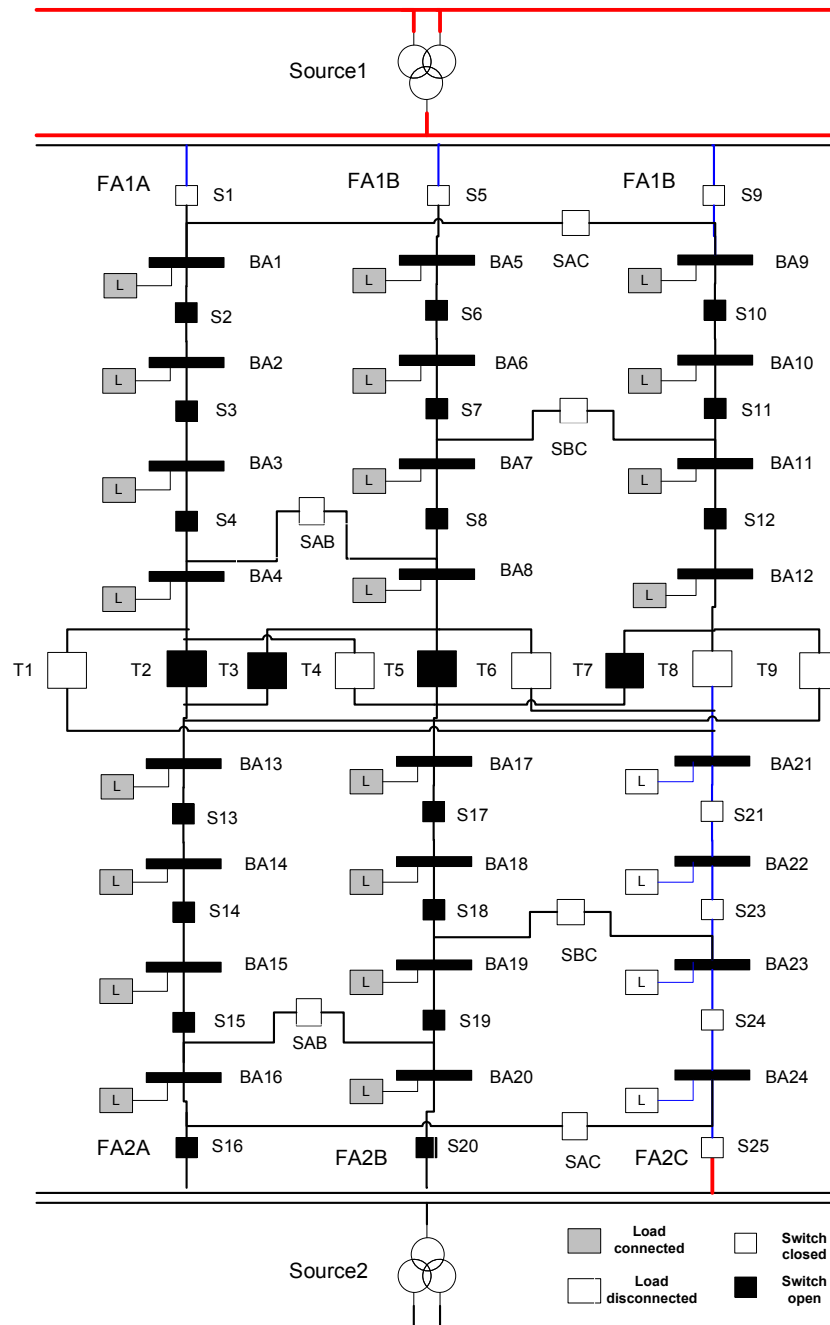 Source1
FA1A
S1
FA1B
S5
FA1B
S9
SAC
BA1
BA5
BA9
L
L
L
S2
S6
S10
BA2
BA6
BA10
L
L
L
S3
S7
S11
SBC
BA3
BA7
BA11
L
L
L
S4
SAB
S8
S12
BA4
BA8
BA12
L
L
L
T1
T2
T3
T4
T5
T6
T7
T8
T9
BA13
BA17
BA21
L
L
L
S13
S17
S21
BA14
BA18
BA22
L
L
L
S14
S18
S23
SBC
BA15
BA19
BA23
L
L
L
S15
SAB
S19
S24
BA16
BA20
BA24
L
L
L
FA2A
S16
FA2B
S20
SAC
FA2C
S25
Source2
Load
connected
Switch
closed
Load
disconnected
Switch
open